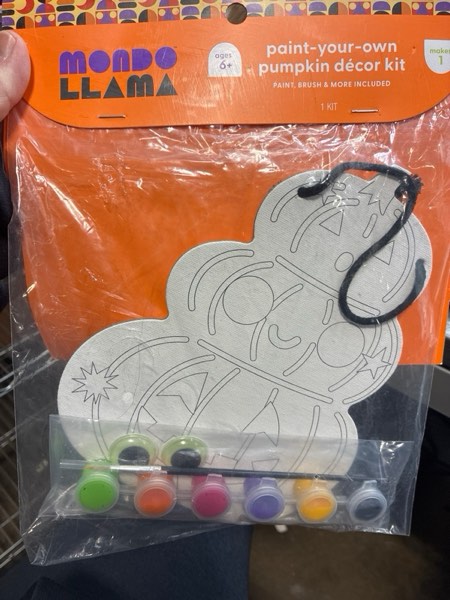 MONDO
LLAMA
ages
6+
paint-your-own
pumpkin décor kit
PAINT, BRUSH & MORE INCLUDED
1 KIT
makes
1